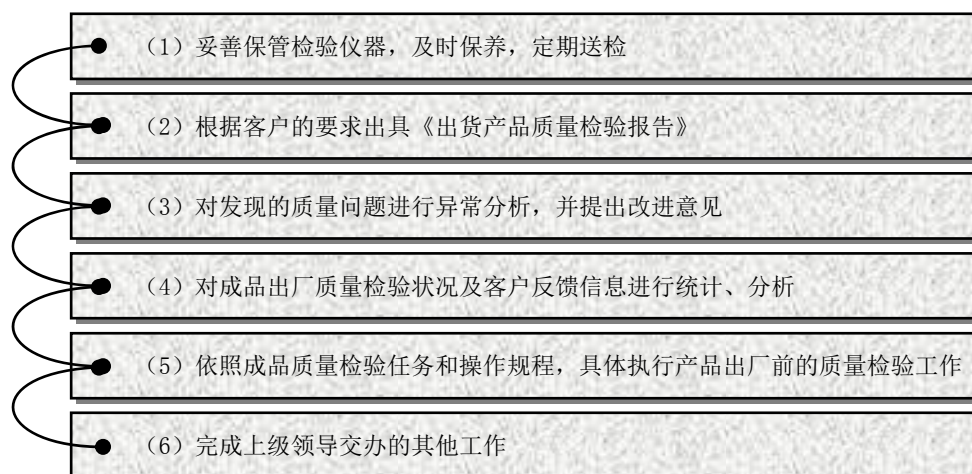 （1）妥善保管检验仪器，及时保养，定期送检
（2）根据客户的要求出具《出货产品质量检验报告》
（3）对发现的质量问题进行异常分析，并提出改进意见
（4）对成品出厂质量检验状况及客户反馈信息进行统计、分析
（5）依照成品质量检验任务和操作规程，具体执行产品出厂前的质量检验工作
（6）完成上级领导交办的其他工作